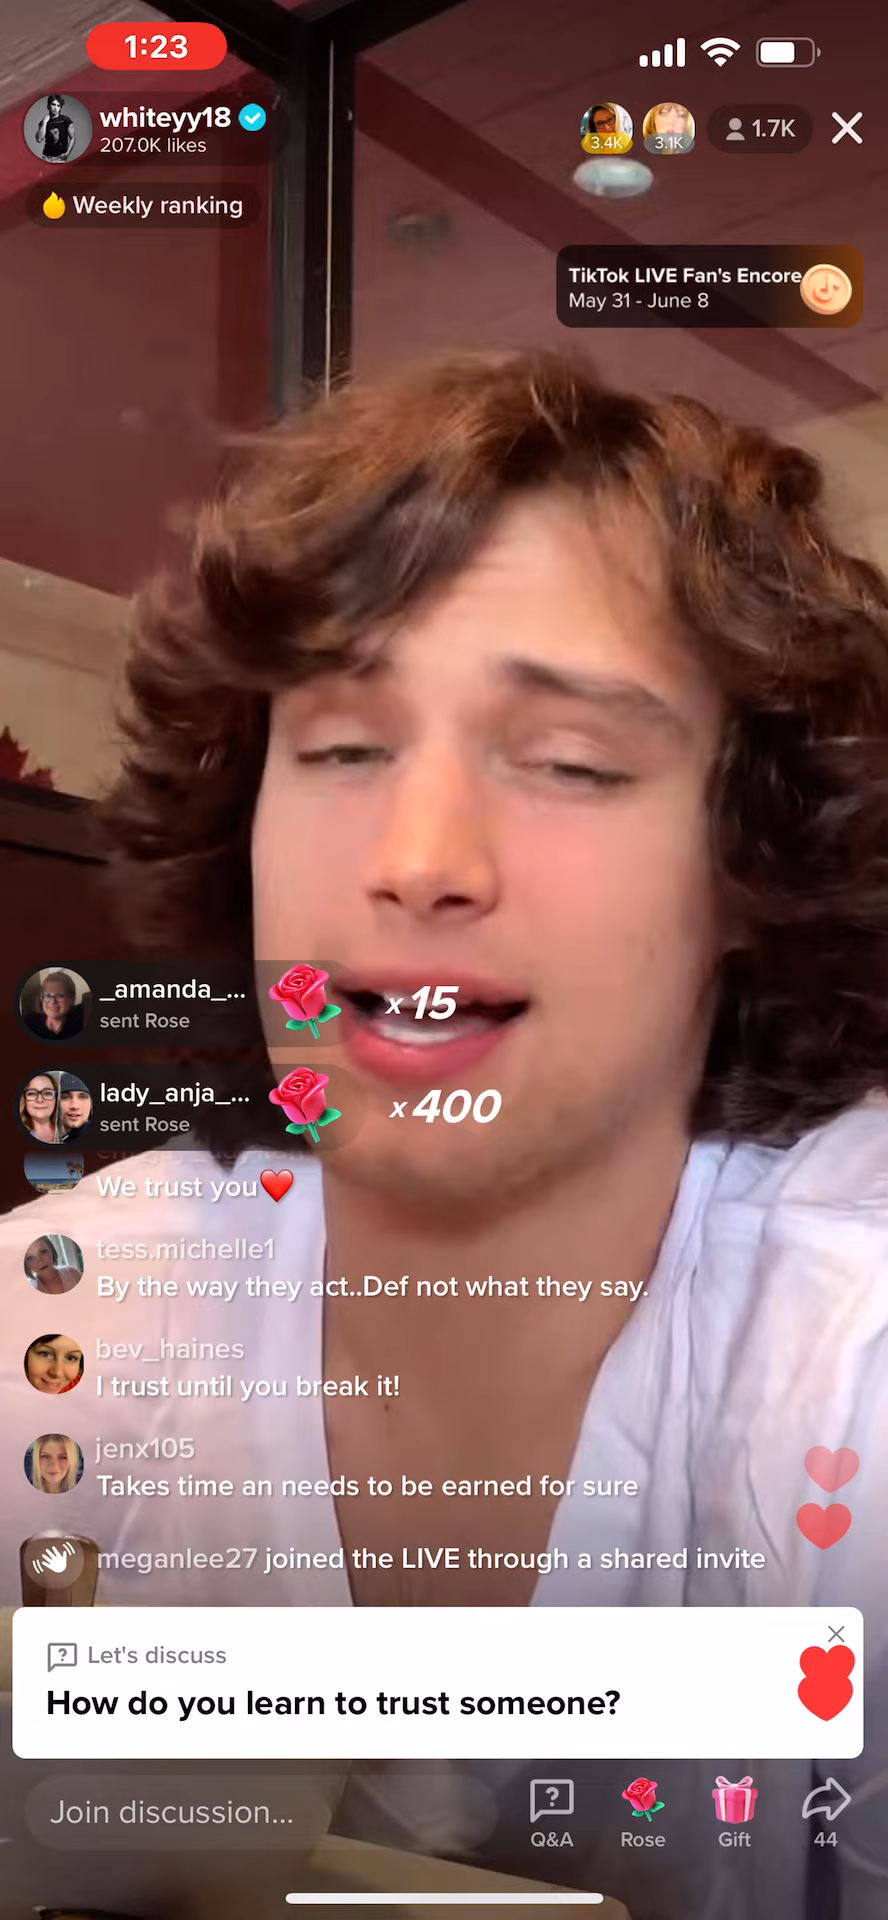 1:23
whiteyy18
207.0K likes
3.4K
3.1K
1.7K
Weekly ranking
TikTok LIVE Fan's Encore
May 31 - June 8
_amanda_...
sent Rose
x15
lady_anja_...
sent Rose
x400
We trust you
tess.michelle1
By the way they act..Def not what they say.
bev_haines
I trust until you break it!
jenx105
Takes time an needs to be earned for sure
meganlee27 joined the LIVE through a shared invite
Let's discuss
How do you learn to trust someone?
Join discussion...
Q&A
Rose
Gift
44